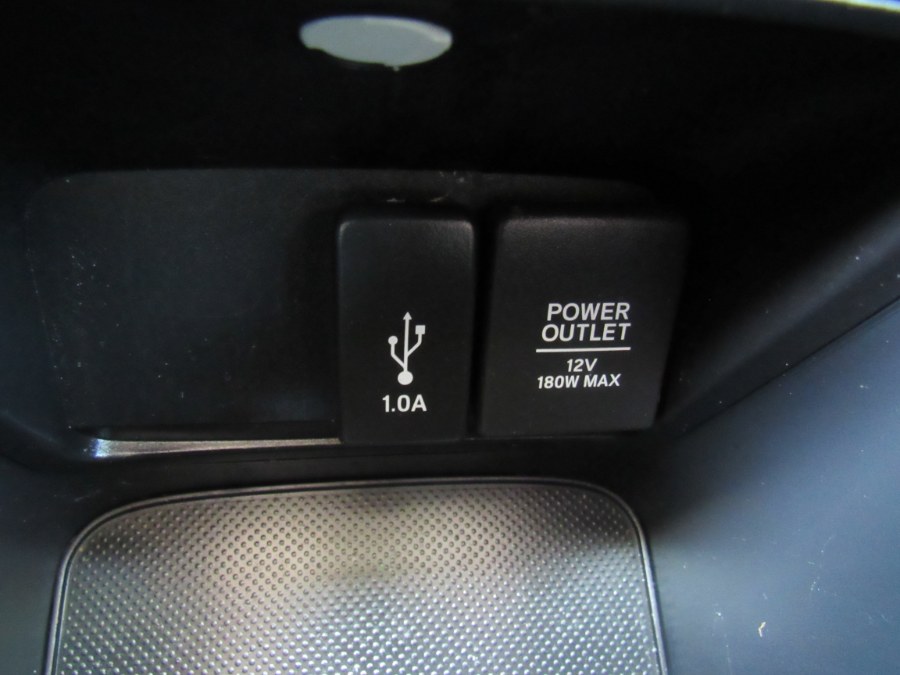 1.0A
POWER
OUTLET
12V
180W MAX